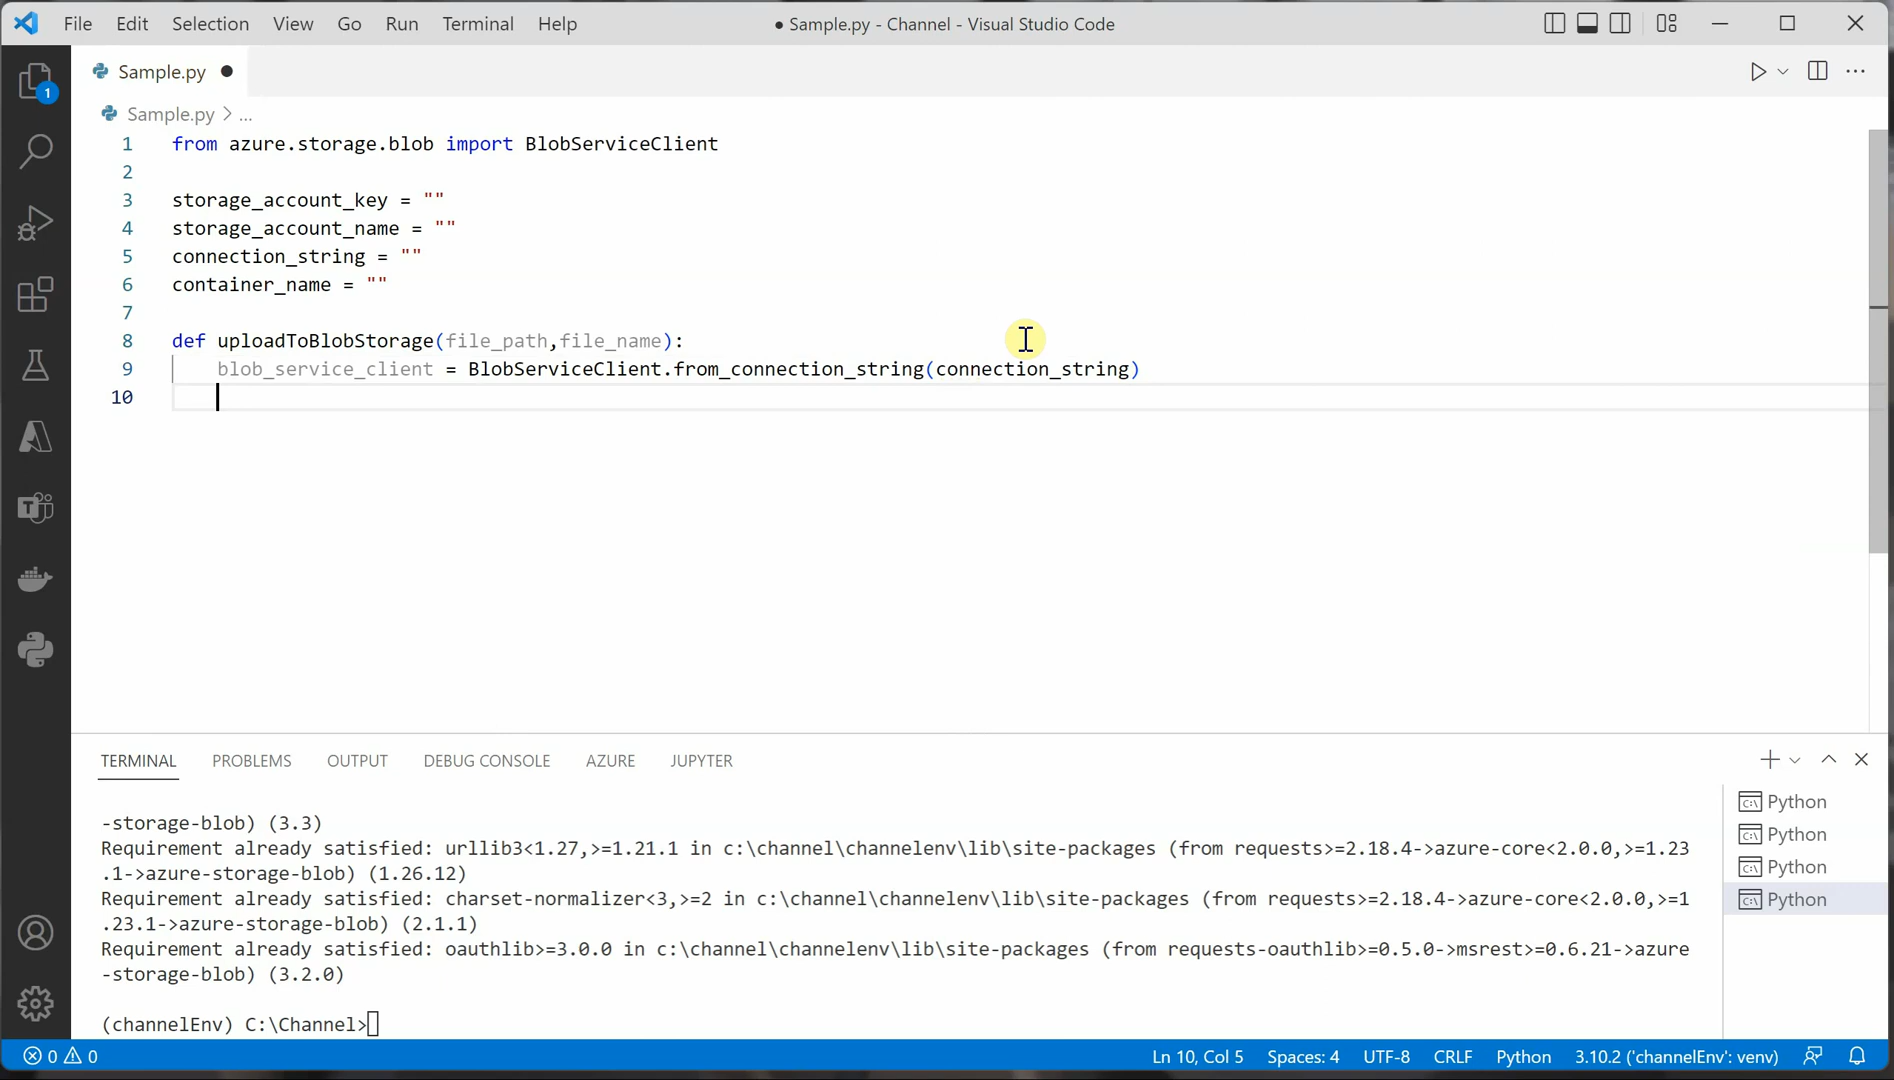 File Edit Selection View Go Run Terminal Help ● Sample.py - Channel - Visual Studio Code
Sample.py ●
1
Sample.py > ...
1 from azure.storage.blob import BlobServiceClient
2
3 storage_account_key = ""
4 storage_account_name = ""
5 connection_string = ""
6 container_name = ""
7
8 def uploadToBlobStorage(file_path,file_name):
9 blob_service_client = BlobServiceClient.from_connection_string(connection_string)
10
TERMINAL PROBLEMS OUTPUT DEBUG CONSOLE AZURE JUPYTER
-storage-blob) (3.3)
Requirement already satisfied: urllib3<1.27,>=1.21.1 in c:\channel\channelenv\lib\site-packages (from requests>=2.18.4->azure-core<2.0.0,>=1.23
.1->azure-storage-blob) (1.26.12)
Requirement already satisfied: charset-normalizer<3,>=2 in c:\channel\channelenv\lib\site-packages (from requests>=2.18.4->azure-core<2.0.0,>=1
.23.1->azure-storage-blob) (2.1.1)
Requirement already satisfied: oauthlib>=3.0.0 in c:\channel\channelenv\lib\site-packages (from requests-oauthlib>=0.5.0->msrest>=0.6.21->azure
-storage-blob) (3.2.0)
(channelEnv) C:\Channel>
Python
Python
Python
Python
0 0 Ln 10, Col 5 Spaces: 4 UTF-8 CRLF Python 3.10.2 ('channelEnv': venv)